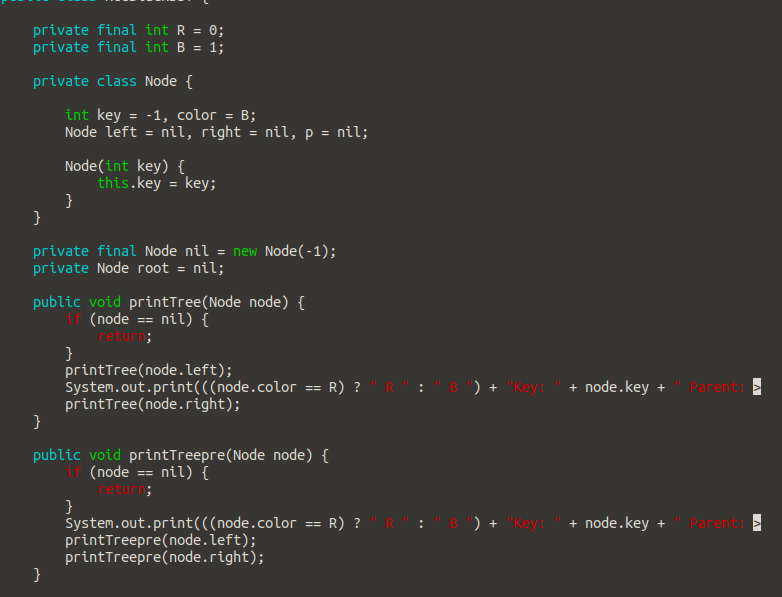 private final int R = 0;
    private final int B = 1;

    private class Node {

        int key = -1, color = B;
        Node left = nil, right = nil, p = nil;

        Node(int key) {
            this.key = key;
        }
    }

    private final Node nil = new Node(-1);
    private Node root = nil;

    public void printTree(Node node) {
        if (node == nil) {
            return;
        }
        printTree(node.left);
        System.out.print(((node.color == R) ? " R " : " B ") + "Key: " + node.key + " Parent: >
        printTree(node.right);
    }

    public void printTreepre(Node node) {
        if (node == nil) {
            return;
        }
        System.out.print(((node.color == R) ? " R " : " B ") + "Key: " + node.key + " Parent: >
        printTreepre(node.left);
        printTreepre(node.right);
    }